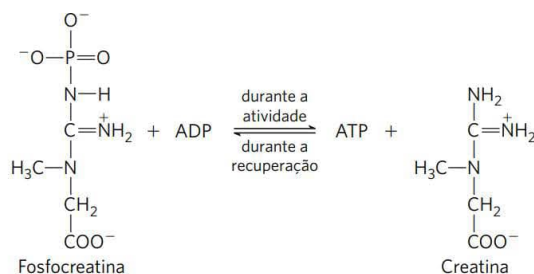 O⁻
⁻O—P=O
N—H
C=N⁺H₂
H₃C—N
CH₂
COO⁻
Fosfocreatina
+ ADP
durante a
atividade
durante a
recuperação
ATP +
NH₂
C=N⁺H₂
H₃C—N
CH₂
COO⁻
Creatina